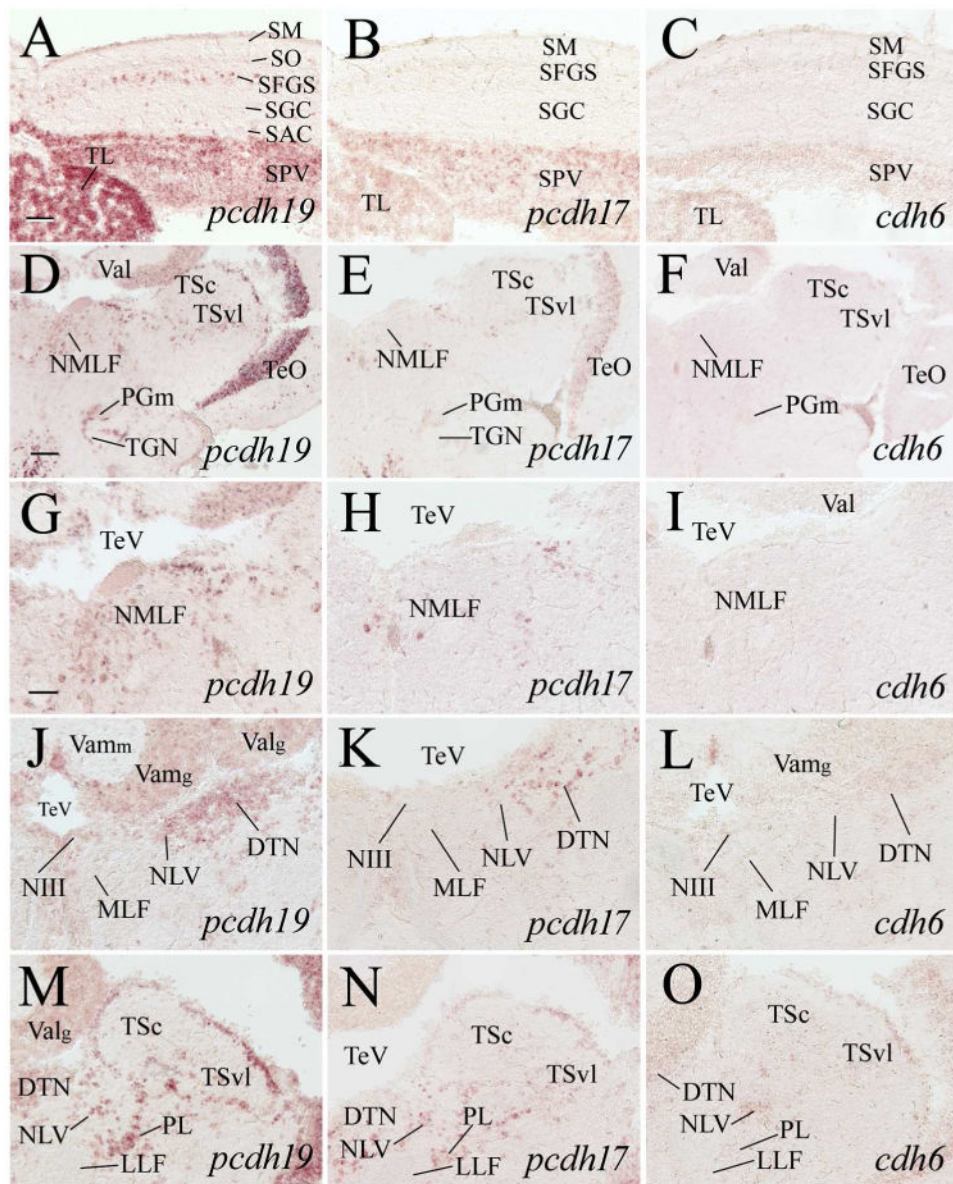 A
SM
SO
SFGS
SGC
SAC
TL
SPV
pcdh19
B
SM
SFGS
SGC
SPV
TL
pcdh17
C
SM
SFGS
SGC
SPV
TL
cdh6
D
Val
TSc
TSvl
NMLF
TeO
PGm
TGN
pcdh19
E
TSc
TSvl
NMLF
TeO
PGm
TGN
pcdh17
F
Val
TSc
TSvl
NMLF
TeO
PGm
cdh6
G
TeV
NMLF
pcdh19
H
TeV
NMLF
pcdh17
I
Val
TeV
NMLF
cdh6
J
Vamm
Valg
Vamg
TeV
DTN
NLV
NIII
MLF
pcdh19
K
TeV
NIII
NLV
DTN
MLF
pcdh17
L
Vamg
TeV
DTN
NIII
NLV
MLF
cdh6
M
Valg
TSc
TSvl
DTN
NLV
PL
LLF
pcdh19
N
TSc
TeV
TSvl
DTN
PL
NLV
LLF
pcdh17
O
TSc
TSvl
DTN
NLV
PL
LLF
cdh6